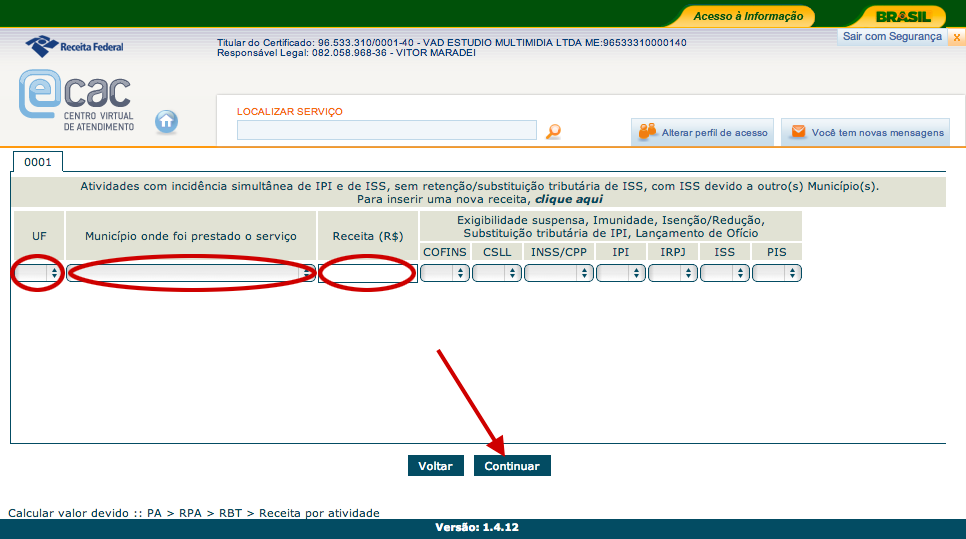 Acesso à Informação
BRASIL
Receita Federal
Titular do Certificado: 96.533.310/0001-40 - VAD ESTUDIO MULTIMIDIA LTDA ME:96533310000140
Responsável Legal: 082.058.968-36 - VITOR MARADEI
Sair com Segurança x
e cac
CENTRO VIRTUAL
DE ATENDIMENTO
LOCALIZAR SERVIÇO
Alterar perfil de acesso
Você tem novas mensagens
0001
Atividades com incidência simultânea de IPI e de ISS, sem retenção/substituição tributária de ISS, com ISS devido a outro(s) Município(s).
Para inserir uma nova receita, clique aqui
UF
Município onde foi prestado o serviço
Receita (R$)
Exigibilidade suspensa, Imunidade, Isenção/Redução,
Substituição tributária de IPI, Lançamento de Ofício
COFINS CSLL INSS/CPP IPI IRPJ ISS PIS
Voltar Continuar
Calcular valor devido :: PA > RPA > RBT > Receita por atividade
Versão: 1.4.12